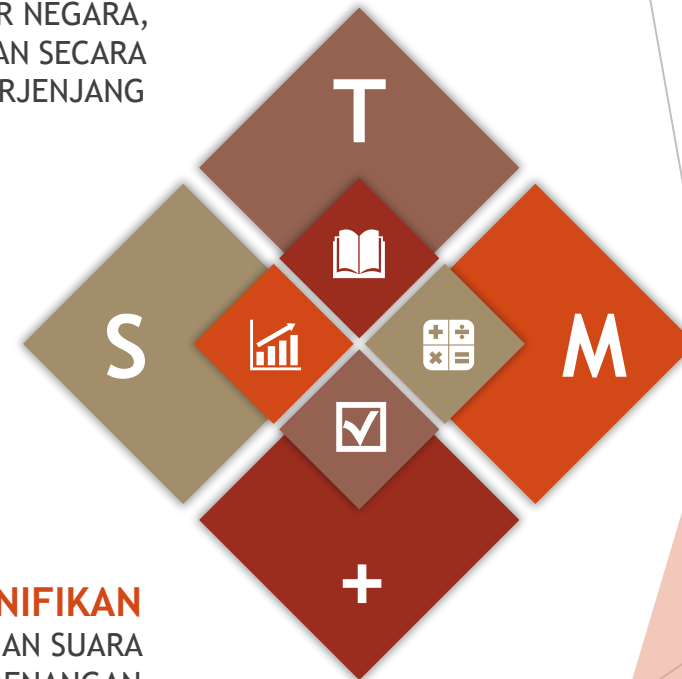 R NEGARA,
AN SECARA
RJENJANG
T
S
M
+
NIFIKAN
AN SUARA